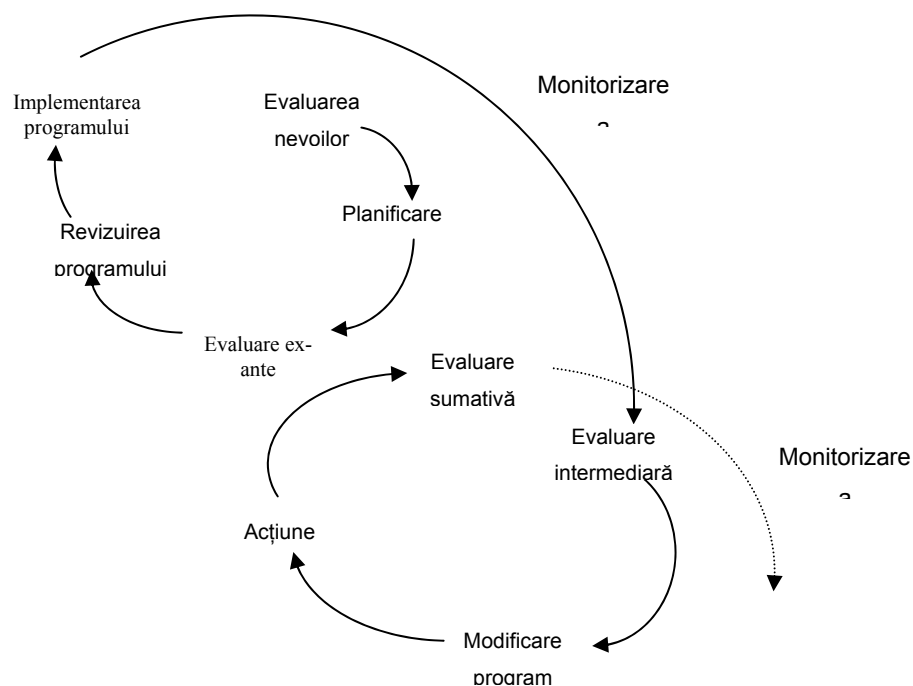 Implementarea
programului
Evaluarea
nevoilor
Monitorizare
Planificare
Revizuirea
programului
Evaluare ex-
ante
Evaluare
sumativă
Evaluare
intermediară
Monitorizare
Acțiune
Modificare
program